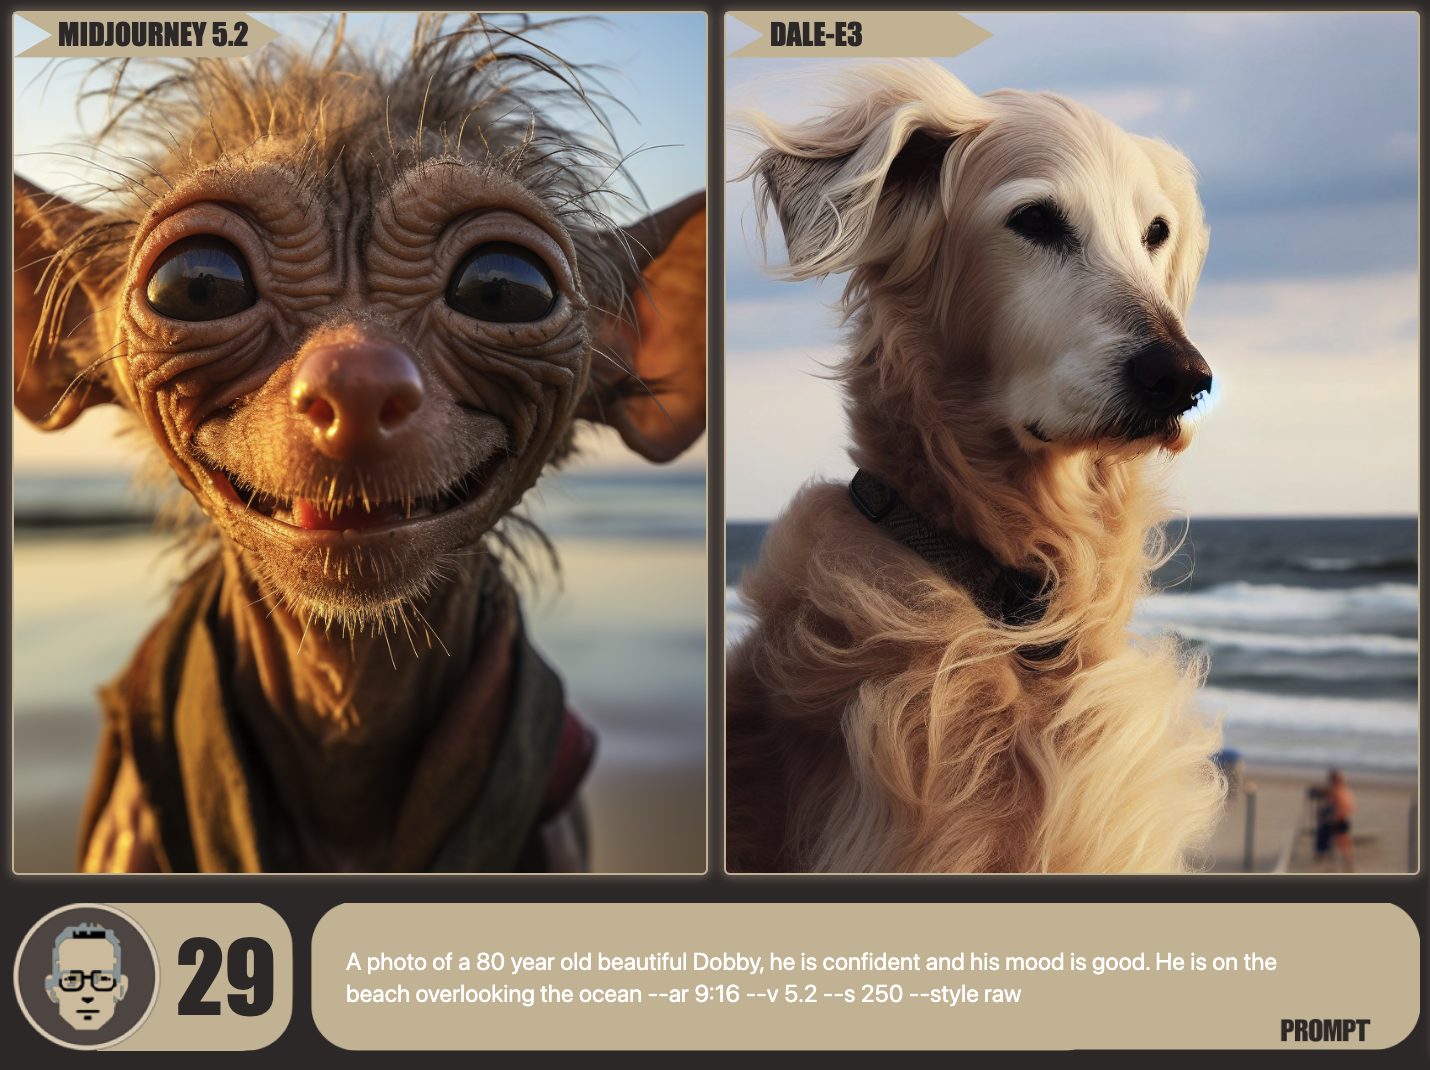 MIDJOURNEY 5.2
DALE-E3
29
A photo of a 80 year old beautiful Dobby, he is confident and his mood is good. He is on the
beach overlooking the ocean --ar 9:16 --v 5.2 --s 250 --style raw
PROMPT